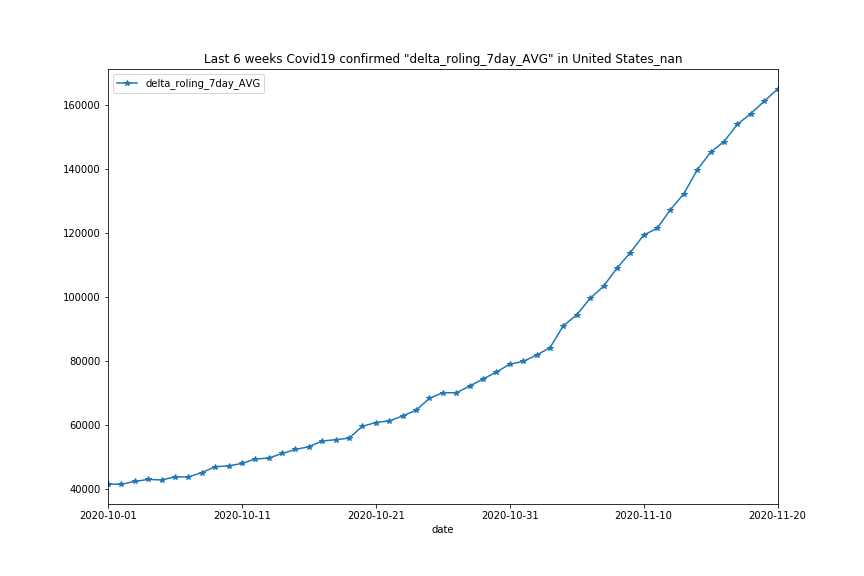 Last 6 weeks Covid19 confirmed "delta_roling_7day_AVG" in United States_nan
delta_roling_7day_AVG
160000
140000
120000
100000
80000
60000
40000
2020-10-01 2020-10-11 2020-10-21 2020-10-31 2020-11-10 2020-11-20
date